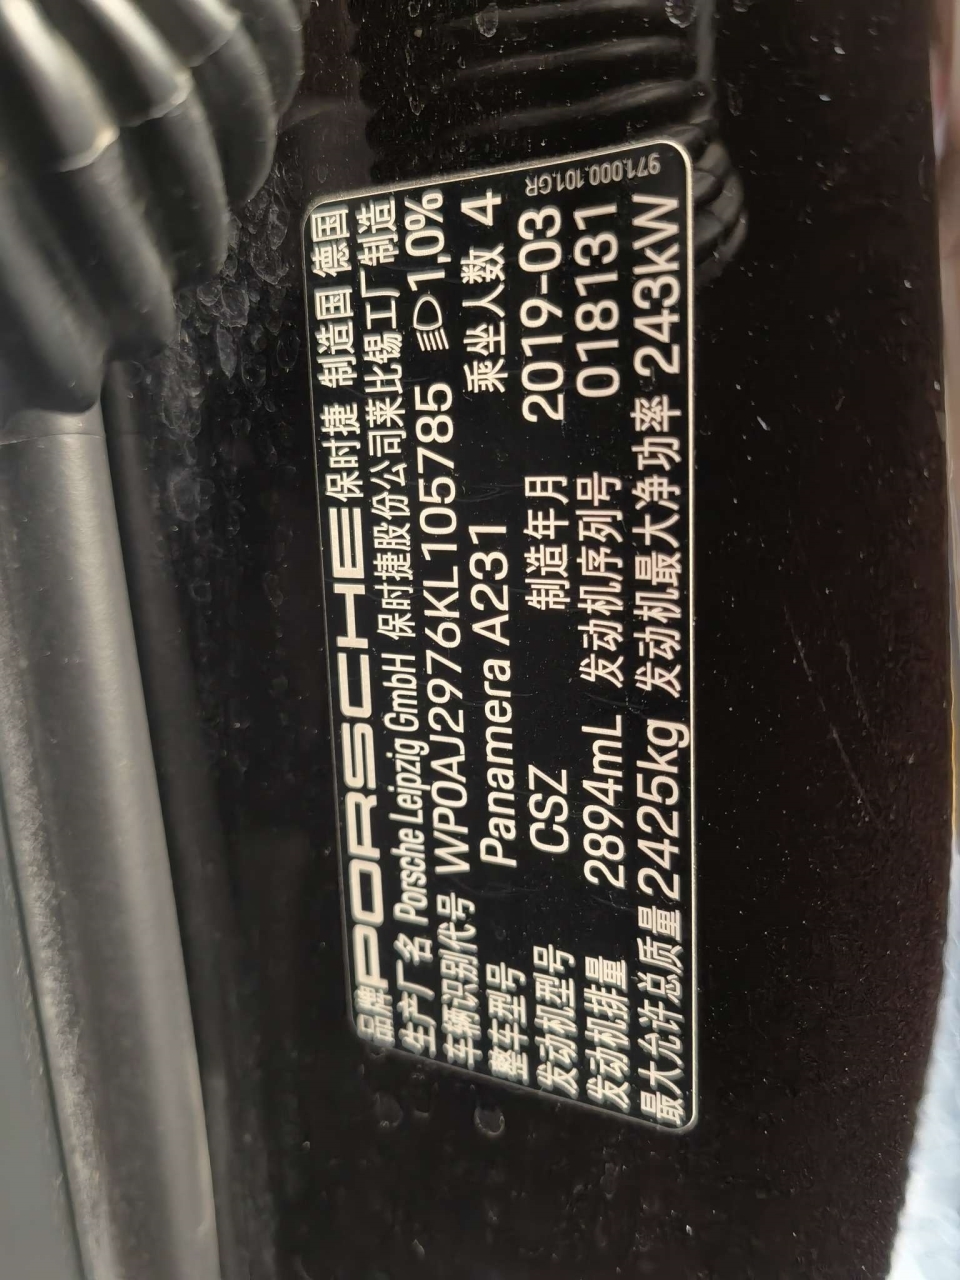 971.000.101.GR
品牌 PORSCHE 保时捷 制造国 德国
生产厂名 Porsche Leipzig GmbH 保时捷股份公司莱比锡工厂制造
车辆识别代号 WP0AJ2976KL105785 1,0%
整车型号 Panamera A231 乘坐人数 4
发动机型号 CSZ 制造年月 2019-03
发动机排量 2894mL 发动机序列号 018131
最大允许总质量 2425kg 发动机最大净功率 243kW